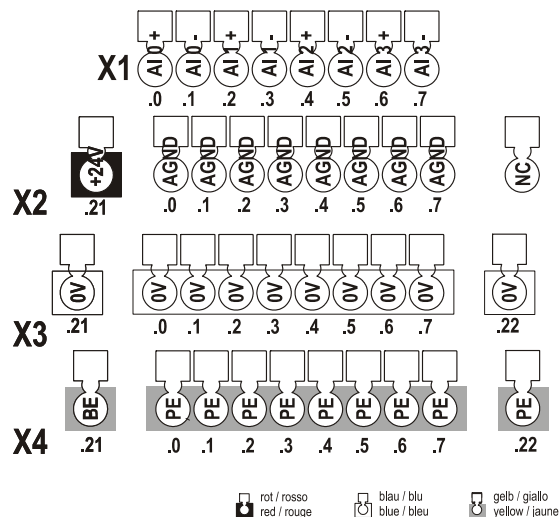 AI0+ AI0- AI1+ AI1- AI2+ AI2- AI3+ AI3-
X1
.0 .1 .2 .3 .4 .5 .6 .7
+24V AGND AGND AGND AGND AGND AGND AGND AGND NC
X2
.21 .0 .1 .2 .3 .4 .5 .6 .7
0V 0V 0V 0V 0V 0V 0V 0V 0V 0V
X3
.21 .0 .1 .2 .3 .4 .5 .6 .7 .22
BE PE PE PE PE PE PE PE PE PE
X4
.21 .0 .1 .2 .3 .4 .5 .6 .7 .22
rot / rosso blau / blu gelb / giallo
red / rouge blue / bleu yellow / jaune